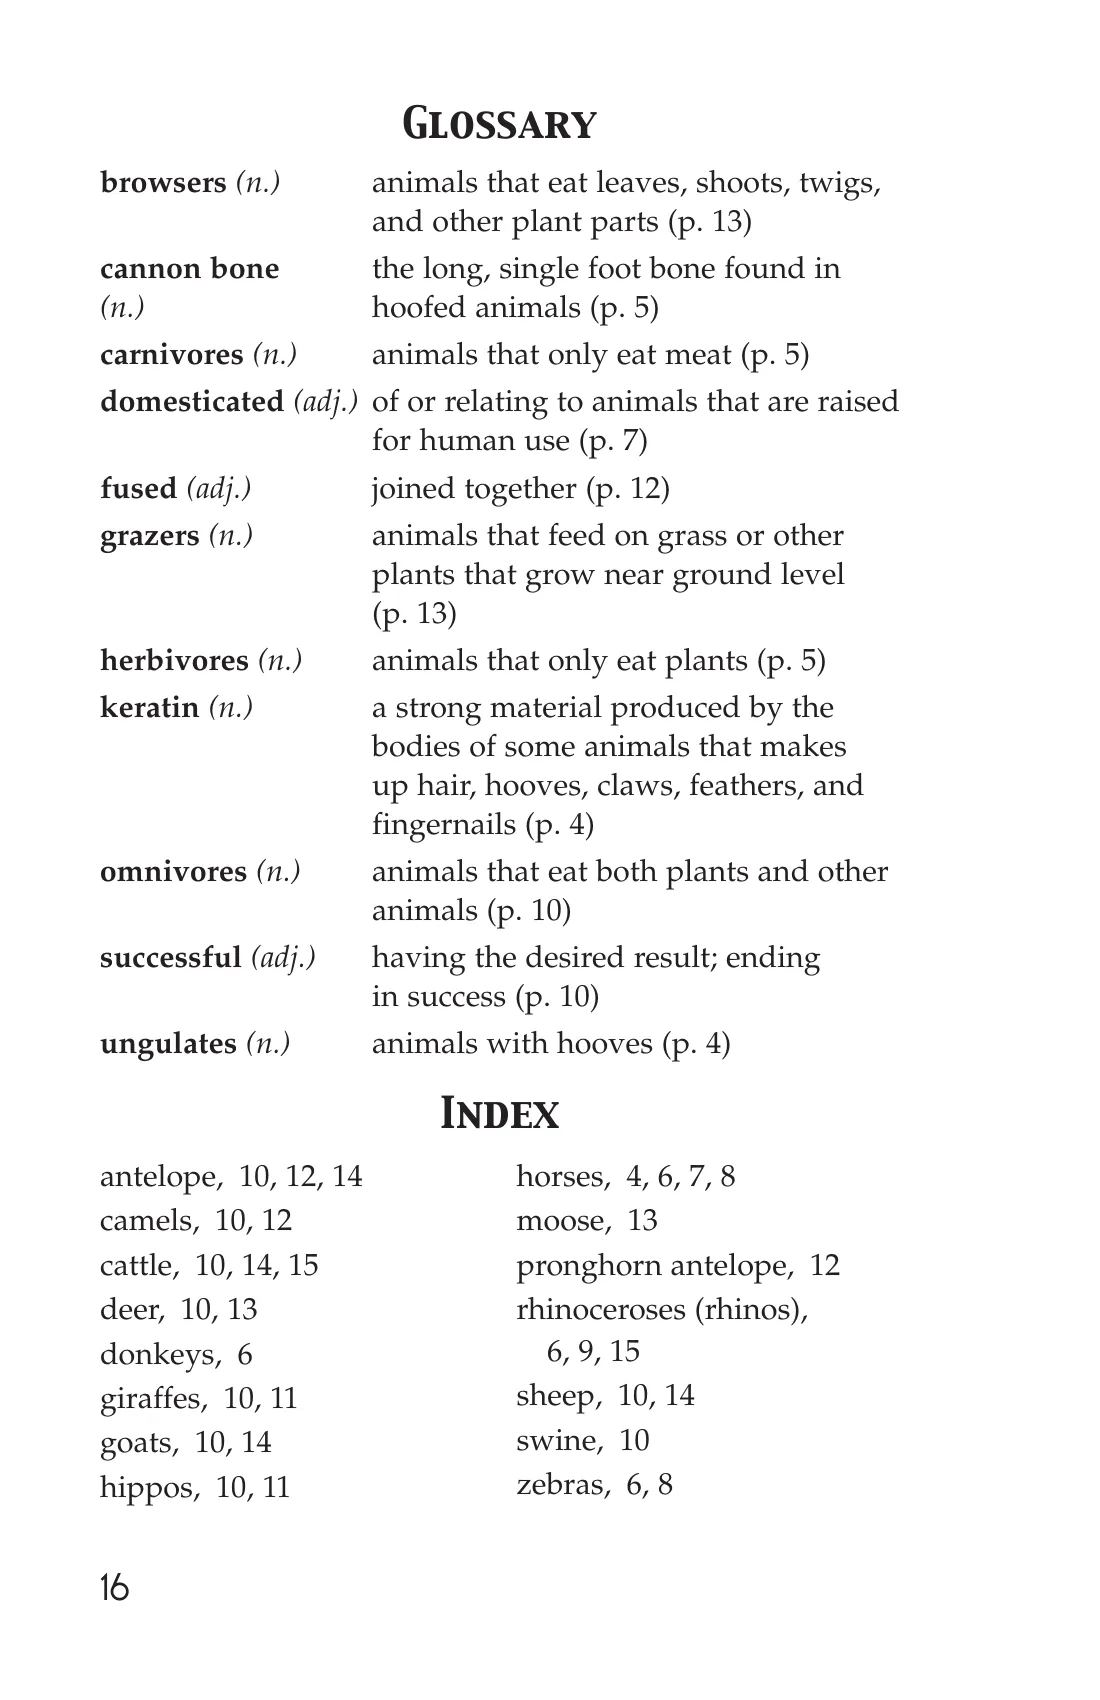 GLOSSARY
browsers (n.) animals that eat leaves, shoots, twigs,
and other plant parts (p. 13)
cannon bone the long, single foot bone found in
(n.) hoofed animals (p. 5)
carnivores (n.) animals that only eat meat (p. 5)
domesticated (adj.) of or relating to animals that are raised
for human use (p. 7)
fused (adj.) joined together (p. 12)
grazers (n.) animals that feed on grass or other
plants that grow near ground level
(p. 13)
herbivores (n.) animals that only eat plants (p. 5)
keratin (n.) a strong material produced by the
bodies of some animals that makes
up hair, hooves, claws, feathers, and
fingernails (p. 4)
omnivores (n.) animals that eat both plants and other
animals (p. 10)
successful (adj.) having the desired result; ending
in success (p. 10)
ungulates (n.) animals with hooves (p. 4)
INDEX
antelope, 10, 12, 14
camels, 10, 12
cattle, 10, 14, 15
deer, 10, 13
donkeys, 6
giraffes, 10, 11
goats, 10, 14
hippos, 10, 11
horses, 4, 6, 7, 8
moose, 13
pronghorn antelope, 12
rhinoceroses (rhinos),
6, 9, 15
sheep, 10, 14
swine, 10
zebras, 6, 8
16